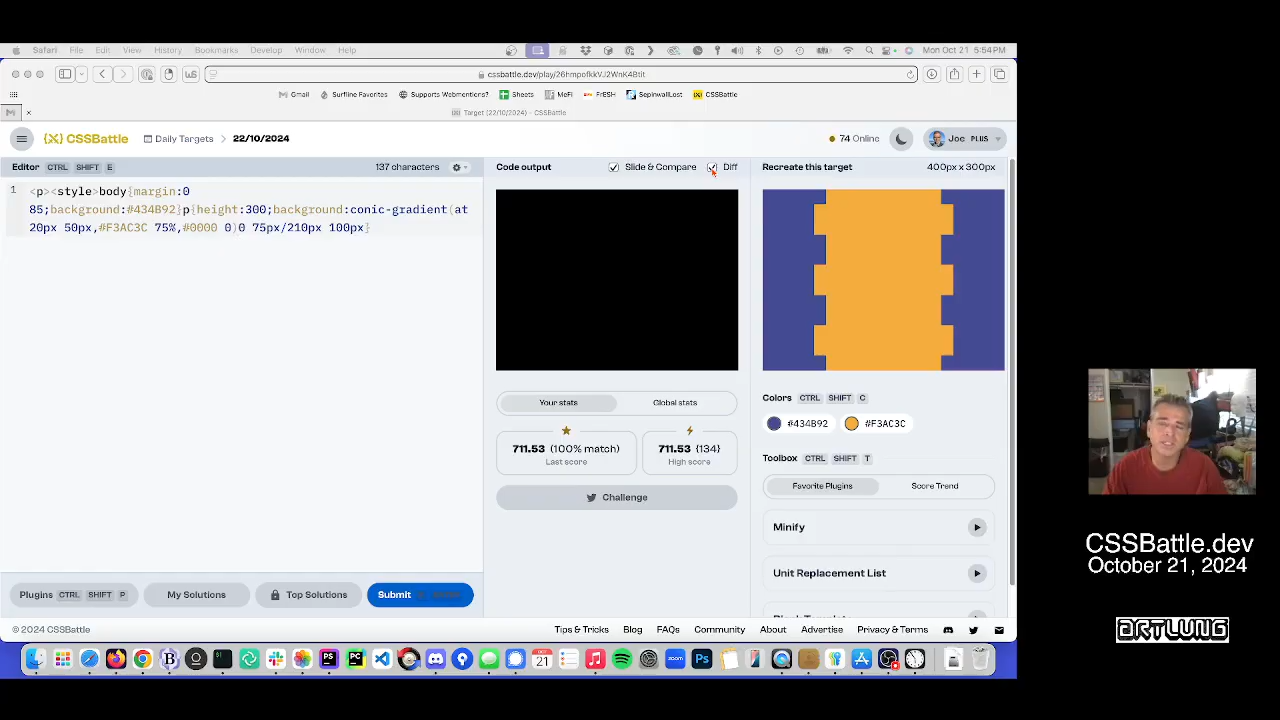 Safari File Edit View History Bookmarks Develop Window Help Mon Oct 21 5:54 PM
cssbattle.dev/play/26hmpofkkVJ2WnK4Btit
Gmail Surfline Favorites Supports Webmentions? Sheets MeFi FrESH SepinwallLost CSSBattle
Target (22/10/2024) - CSSBattle
{X} CSSBattle Daily Targets > 22/10/2024 74 Online Joe PLUS
Editor CTRL SHIFT E 137 characters
Code output Slide & Compare Diff
Recreate this target 400px x 300px
1 <p><style>body{margin:0
85;background:#434B92}p{height:300;background:conic-gradient(at
20px 50px,#F3AC3C 75%,#0000 0)0 75px/210px 100px}
Your stats Global stats
711.53 (100% match)
Last score
711.53 {134}
High score
Challenge
Colors CTRL SHIFT C
#434B92 #F3AC3C
Toolbox CTRL SHIFT T
Favorite Plugins Score Trend
Minify
Unit Replacement List
Plugins CTRL SHIFT P My Solutions Top Solutions Submit
© 2024 CSSBattle Tips & Tricks Blog FAQs Community About Advertise Privacy & Terms
CSSBattle.dev
October 21, 2024
ARTLUNG